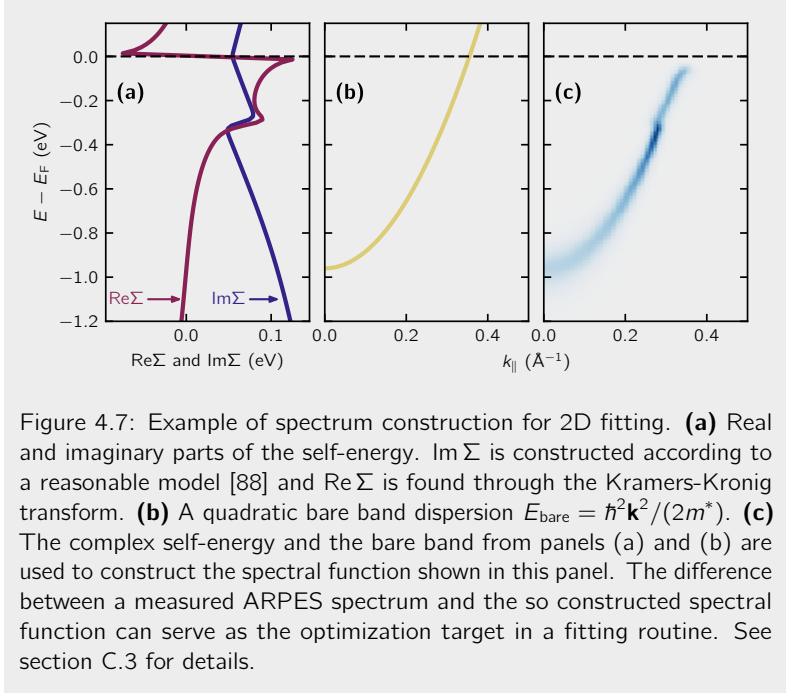 0.0
−0.2
−0.4
−0.6
−0.8
−1.0
−1.2
E − E_F (eV)
(a)
ReΣ
ImΣ
0.0 0.1
ReΣ and ImΣ (eV)
(b)
0.0 0.2 0.4
(c)
0.0 0.2 0.4
k_∥ (Å⁻¹)
Figure 4.7: Example of spectrum construction for 2D fitting. (a) Real
and imaginary parts of the self-energy. Im Σ is constructed according to
a reasonable model [88] and Re Σ is found through the Kramers-Kronig
transform. (b) A quadratic bare band dispersion E_bare = ℏ²k²/(2m*). (c)
The complex self-energy and the bare band from panels (a) and (b) are
used to construct the spectral function shown in this panel. The difference
between a measured ARPES spectrum and the so constructed spectral
function can serve as the optimization target in a fitting routine. See
section C.3 for details.